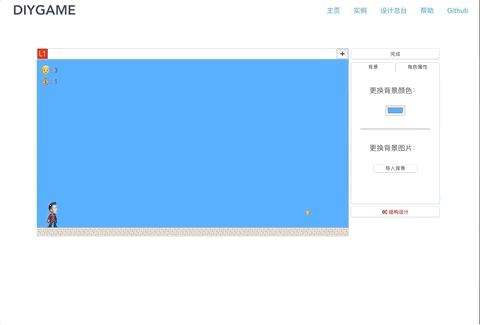 DIYGAME
主页 实例 设计总台 帮助 Github
L1
+
完成
3
1
背景 角色属性
更换背景颜色：
更换背景图片：
导入背景
结构设计